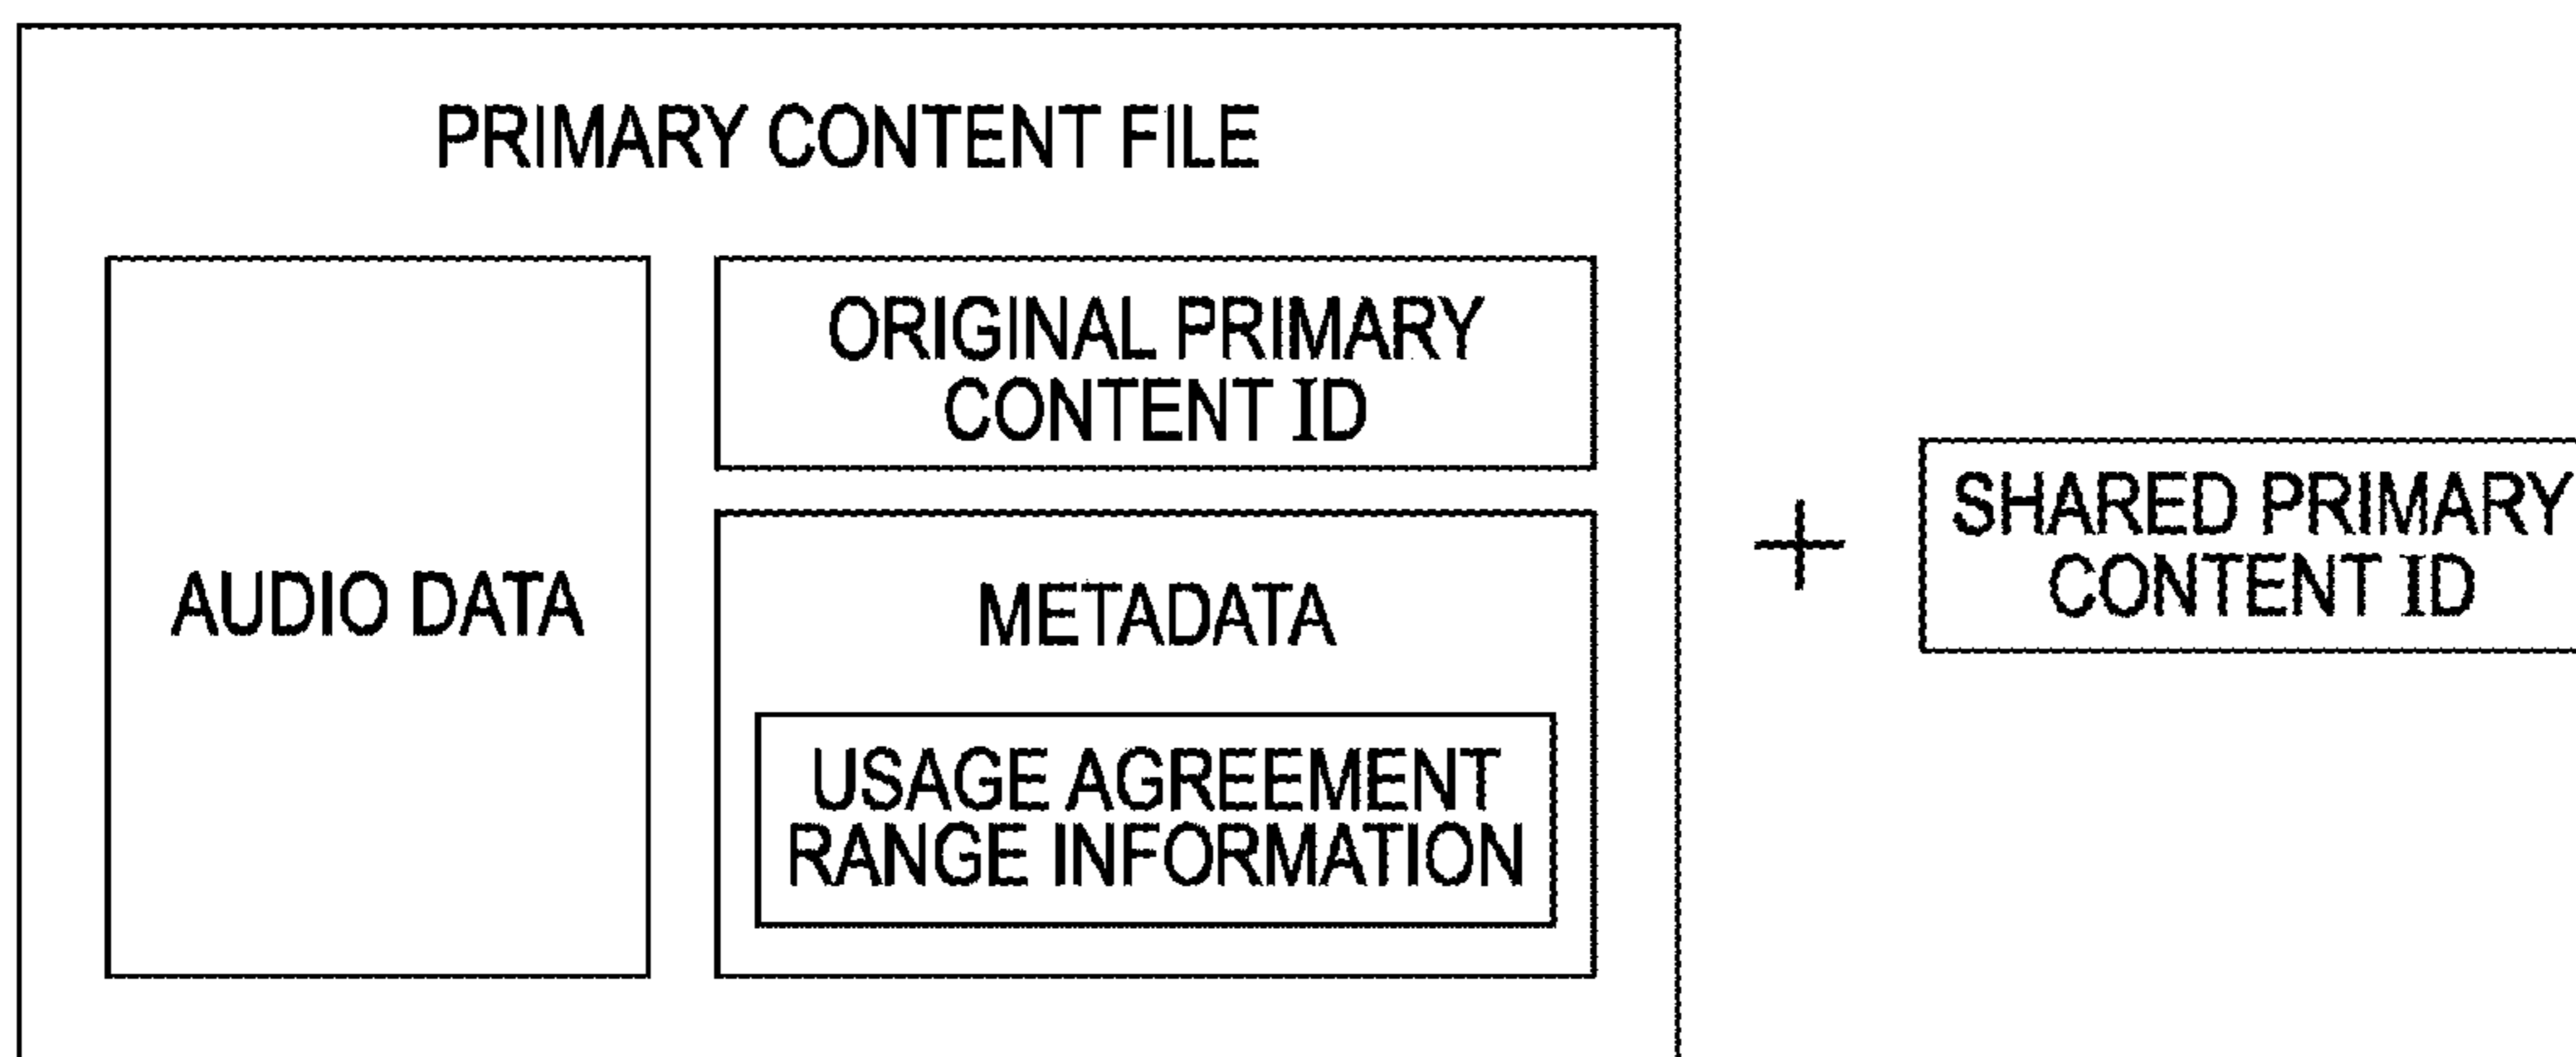 PRIMARY CONTENT FILE
AUDIO DATA
ORIGINAL PRIMARY
CONTENT ID
METADATA
USAGE AGREEMENT
RANGE INFORMATION
+
SHARED PRIMARY
CONTENT ID